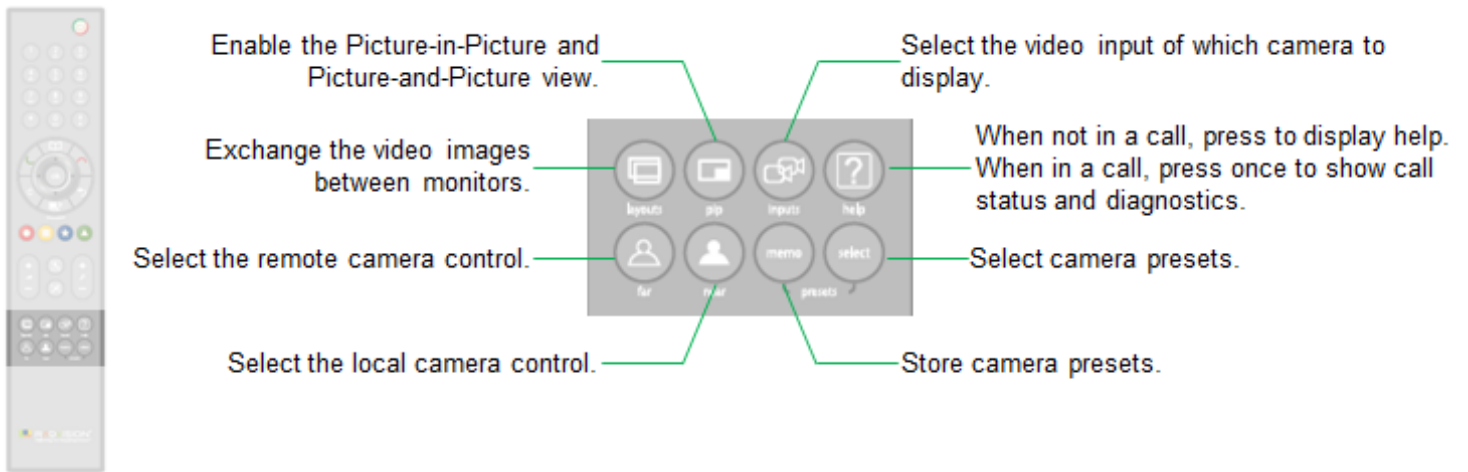 Enable the Picture-in-Picture and
Picture-and-Picture view.
Select the video input of which camera to
display.
Exchange the video images
between monitors.
When not in a call, press to display help.
When in a call, press once to show call
status and diagnostics.
layouts pip inputs help
Select the remote camera control.
memo select
Select camera presets.
far near presets
Select the local camera control.
Store camera presets.